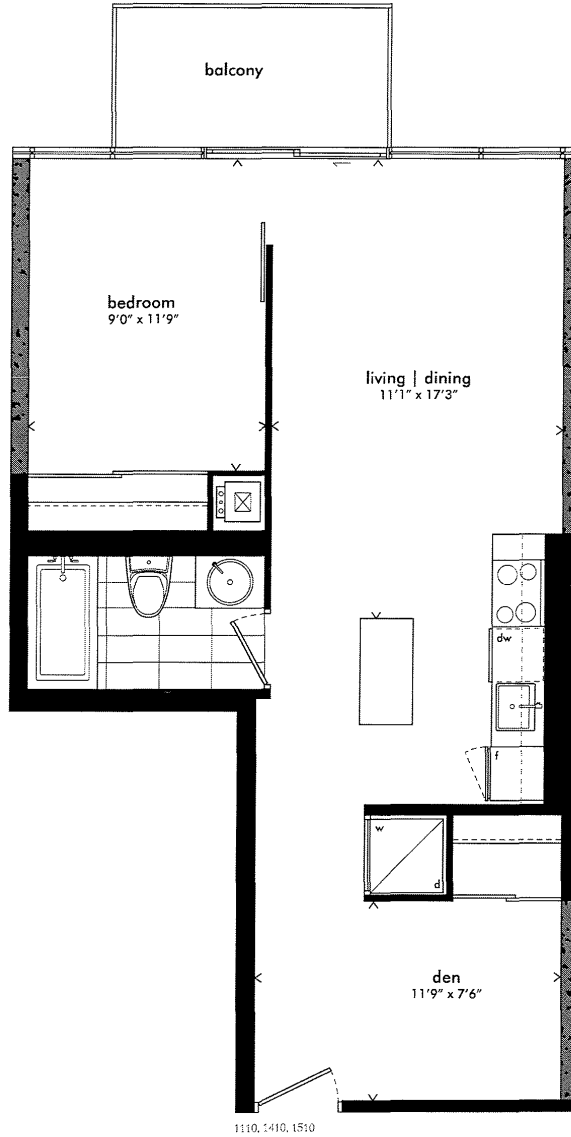 balcony
bedroom
9'0" x 11'9"
living | dining
11'1" x 17'3"
dw
f
w
d
den
11'9" x 7'6"
1110, 1410, 1510